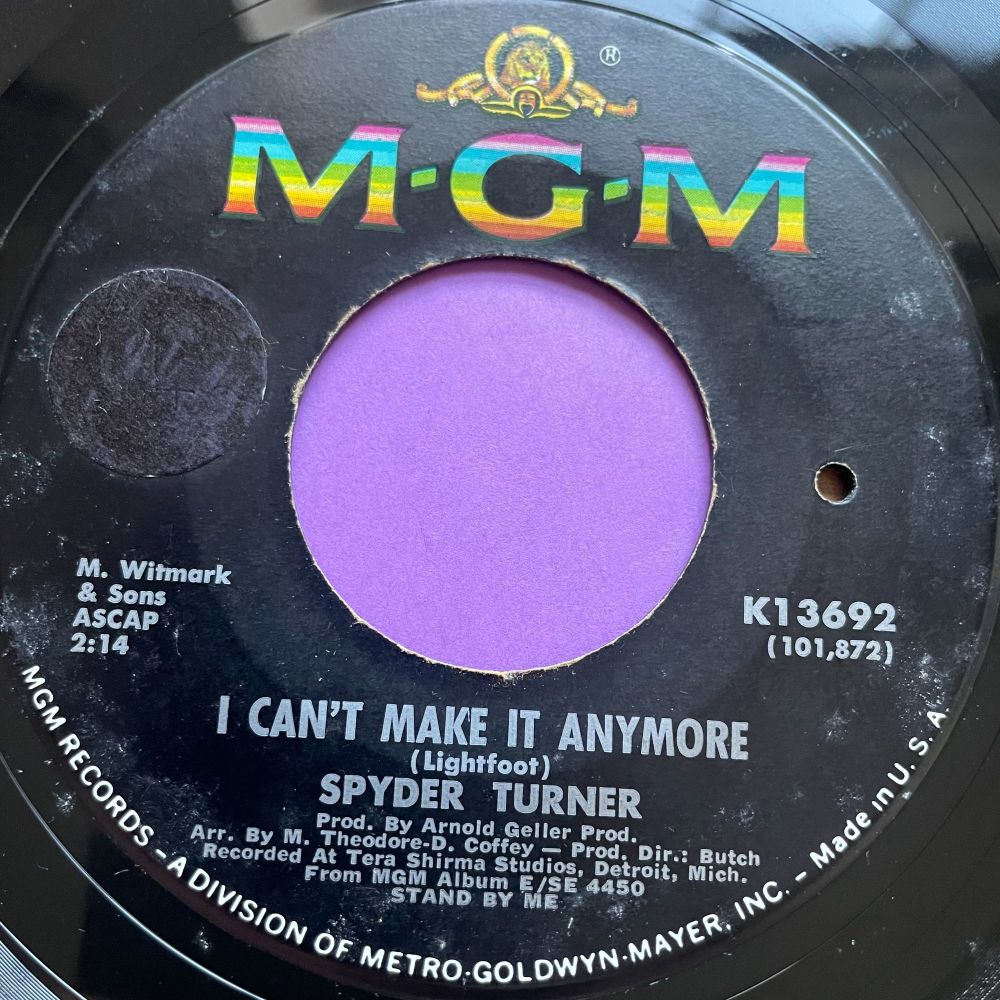 ®
M·G·M
M. Witmark
& Sons
ASCAP
2:14
K13692
(101,872)
I CAN'T MAKE IT ANYMORE
(Lightfoot)
SPYDER TURNER
Prod. By Arnold Geller Prod.
Arr. By M. Theodore-D. Coffey — Prod. Dir.: Butch
Recorded At Tera Shirma Studios, Detroit, Mich.
From MGM Album E/SE 4450
STAND BY ME
MGM RECORDS – A DIVISION OF METRO·GOLDWYN·MAYER, INC. – Made in U. S. A.